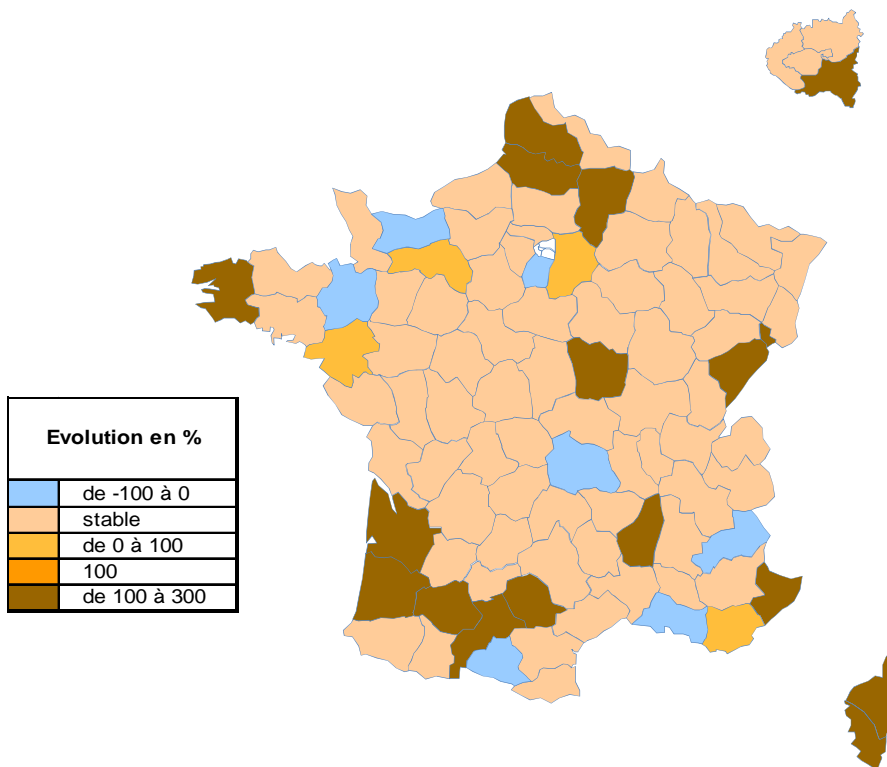 Evolution en %
de -100 à 0
stable
de 0 à 100
100
de 100 à 300